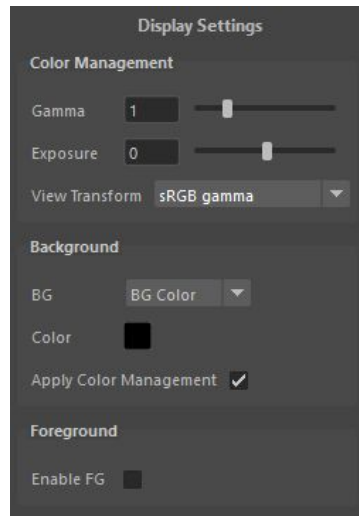 Display Settings
Color Management
Gamma 1
Exposure 0
View Transform sRGB gamma
Background
BG BG Color
Color
Apply Color Management
Foreground
Enable FG